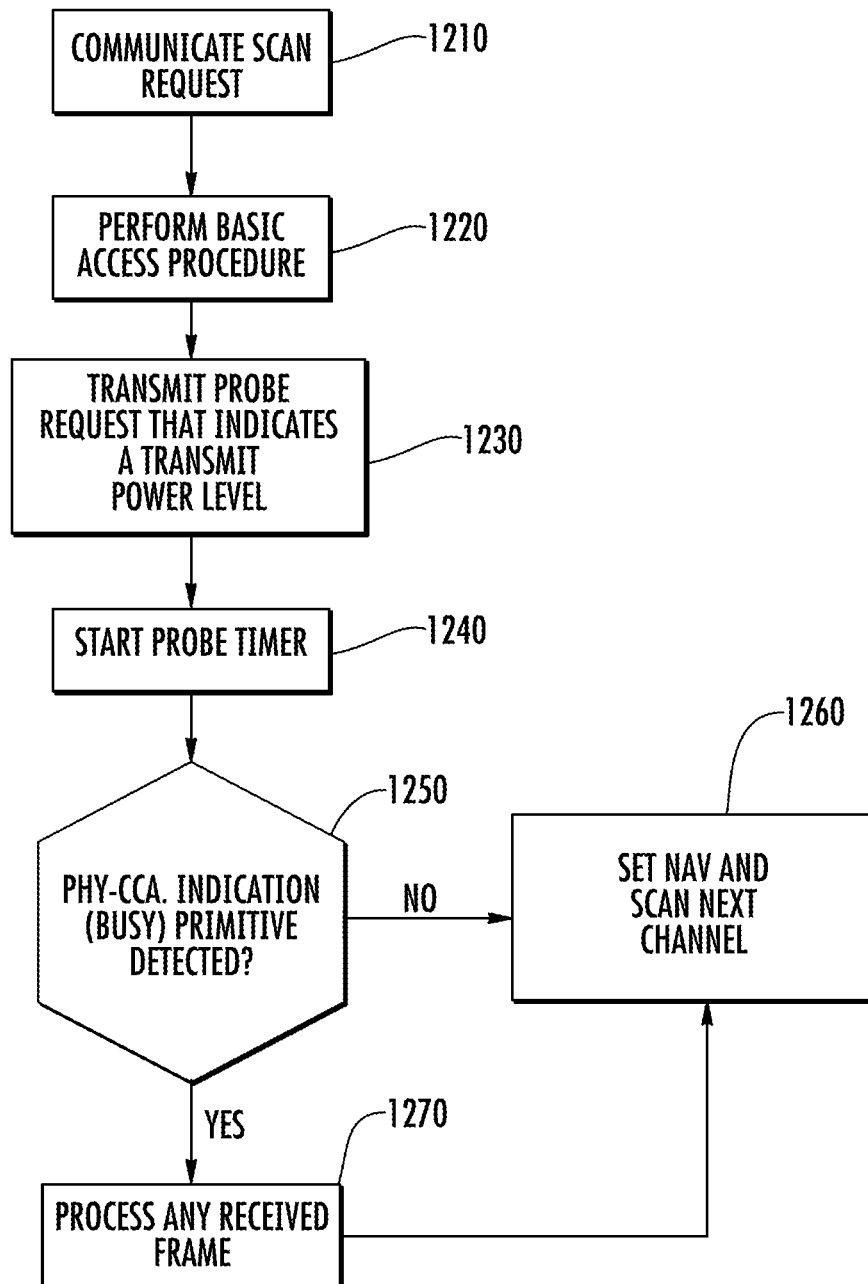 COMMUNICATE SCAN
REQUEST
1210
PERFORM BASIC
ACCESS PROCEDURE
1220
TRANSMIT PROBE
REQUEST THAT INDICATES
A TRANSMIT
POWER LEVEL
1230
START PROBE TIMER
1240
PHY-CCA. INDICATION
(BUSY) PRIMITIVE
DETECTED?
1250
NO
SET NAV AND
SCAN NEXT
CHANNEL
1260
YES
PROCESS ANY RECEIVED
FRAME
1270